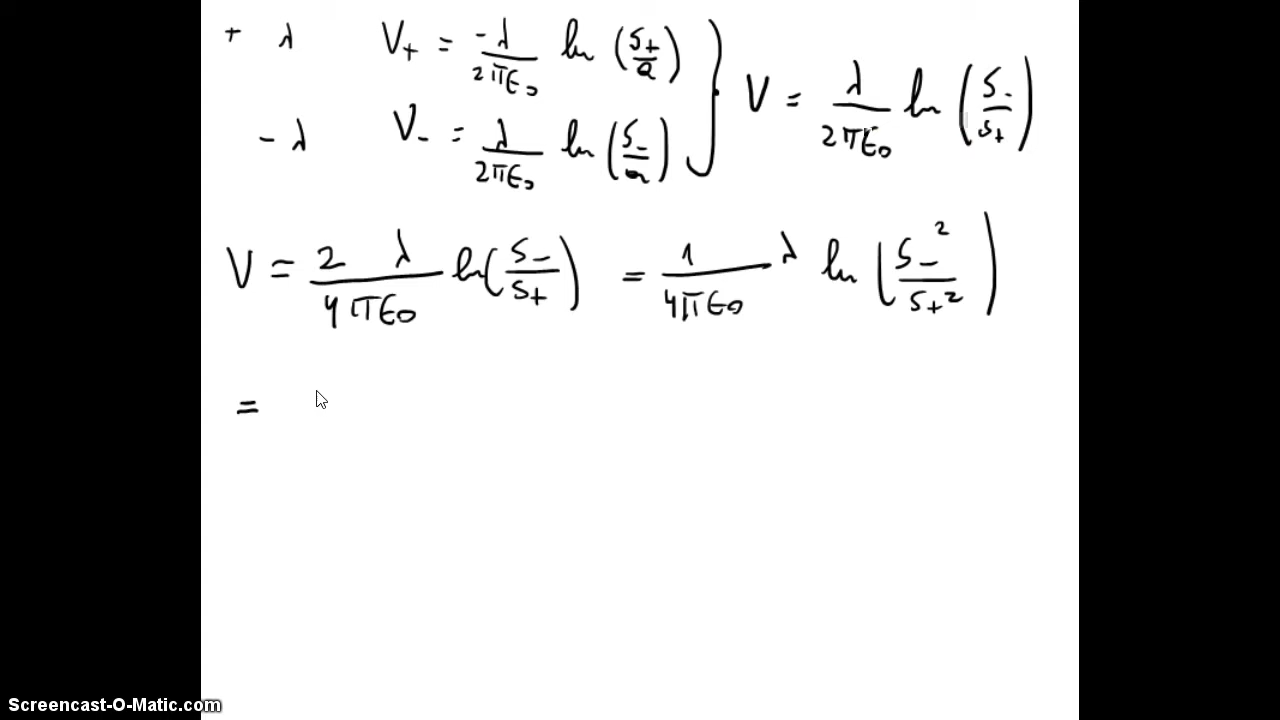 + λ V₊ = -λ/2πε₀ ln (s₊/a)
- λ V₋ = λ/2πε₀ ln (s₋/a) } V = λ/2πε₀ ln (s₋/s₊)
V = 2 λ/4πε₀ ln (s₋/s₊) = 1/4πε₀ λ ln (s₋²/s₊²)
=
Screencast-O-Matic.com